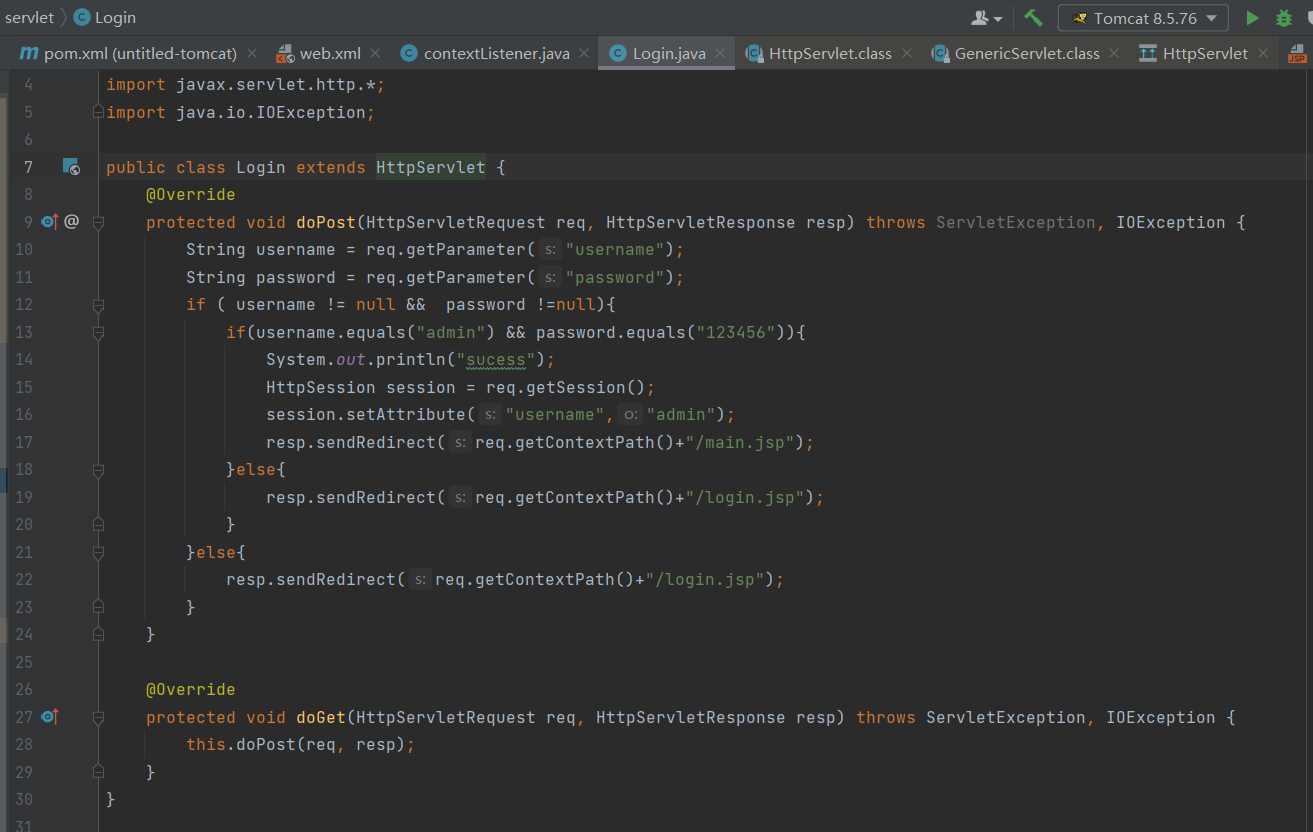 servlet Login Tomcat 8.5.76
pom.xml (untitled-tomcat) web.xml contextListener.java Login.java HttpServlet.class GenericServlet.class HttpServlet JSP
4 import javax.servlet.http.*;
5 import java.io.IOException;
6
7 public class Login extends HttpServlet {
8 @Override
9 @ protected void doPost(HttpServletRequest req, HttpServletResponse resp) throws ServletException, IOException {
10 String username = req.getParameter( s: "username");
11 String password = req.getParameter( s: "password");
12 if ( username != null && password !=null){
13 if(username.equals("admin") && password.equals("123456")){
14 System.out.println("sucess");
15 HttpSession session = req.getSession();
16 session.setAttribute( s: "username", o: "admin");
17 resp.sendRedirect( s: req.getContextPath()+"/main.jsp");
18 }else{
19 resp.sendRedirect( s: req.getContextPath()+"/login.jsp");
20 }
21 }else{
22 resp.sendRedirect( s: req.getContextPath()+"/login.jsp");
23 }
24 }
25
26 @Override
27 protected void doGet(HttpServletRequest req, HttpServletResponse resp) throws ServletException, IOException {
28 this.doPost(req, resp);
29 }
30 }
31